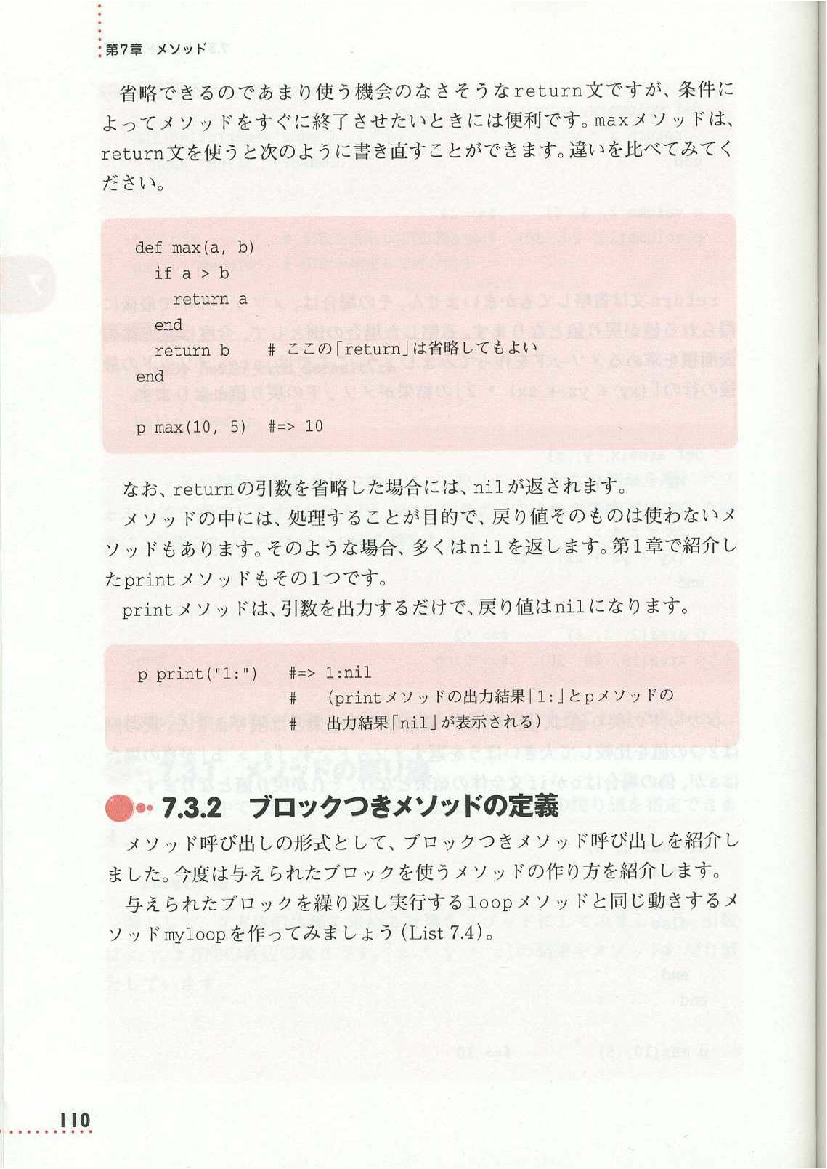 第7章 メソッド
省略できるのであまり使う機会のなさそうなreturn文ですが、条件に
よってメソッドをすぐに終了させたいときには便利です。maxメソッドは、
return文を使うと次のように書き直すことができます。違いを比べてみてく
ださい。
def max(a, b)
if a > b
return a
end
return b # ここの「return」は省略してもよい
end
p max(10, 5) #=> 10
なお、returnの引数を省略した場合には、nilが返されます。
メソッドの中には、処理することが目的で、戻り値そのものは使わないメ
ソッドもあります。そのような場合、多くはnilを返します。第1章で紹介し
たprintメソッドもその1つです。
printメソッドは、引数を出力するだけで、戻り値はnilになります。
p print("1:") #=> 1:nil
# (printメソッドの出力結果「1:」とpメソッドの
# 出力結果「nil」が表示される)
7.3.2 ブロックつきメソッドの定義
メソッド呼び出しの形式として、ブロックつきメソッド呼び出しを紹介し
ました。今度は与えられたブロックを使うメソッドの作り方を紹介します。
与えられたブロックを繰り返し実行するloopメソッドと同じ動きするメ
ソッドmyloopを作ってみましょう(List 7.4)。
110